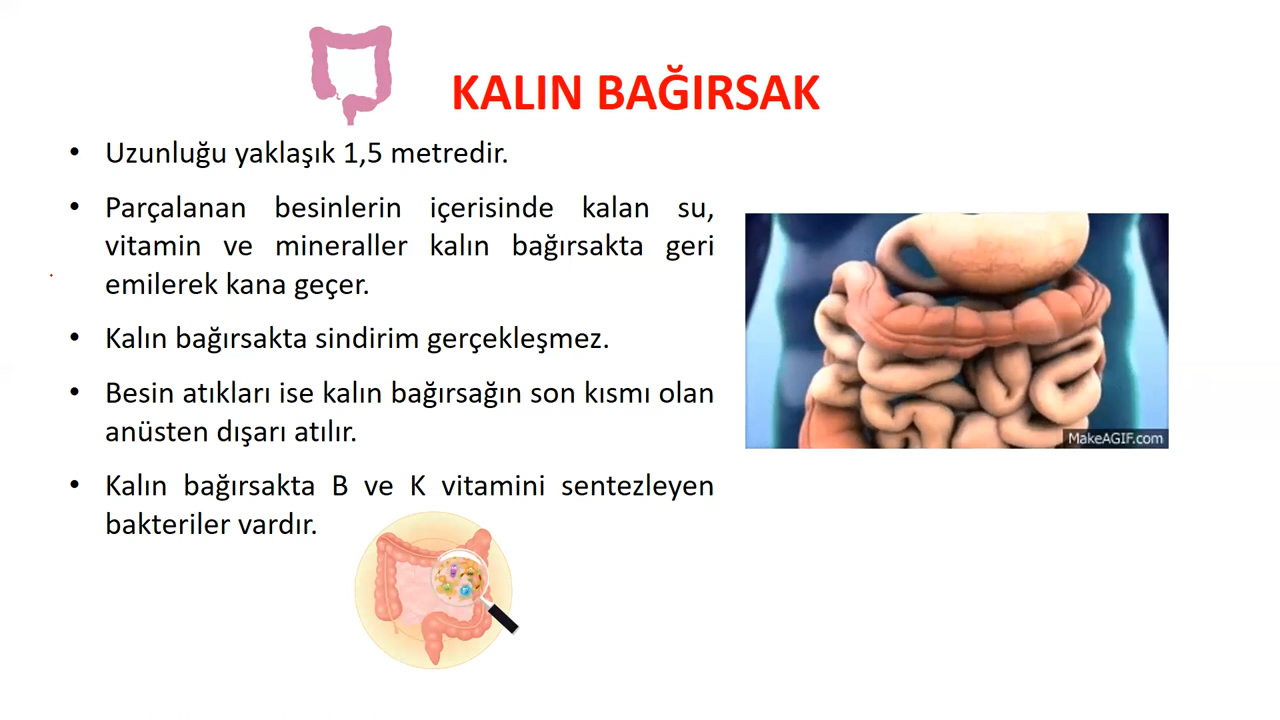 KALIN BAĞIRSAK
• Uzunluğu yaklaşık 1,5 metredir.
• Parçalanan besinlerin içerisinde kalan su,
vitamin ve mineraller kalın bağırsakta geri
emilerek kana geçer.
• Kalın bağırsakta sindirim gerçekleşmez.
• Besin atıkları ise kalın bağırsağın son kısmı olan
anüsten dışarı atılır.
• Kalın bağırsakta B ve K vitamini sentezleyen
bakteriler vardır.
MakeAGIF.com